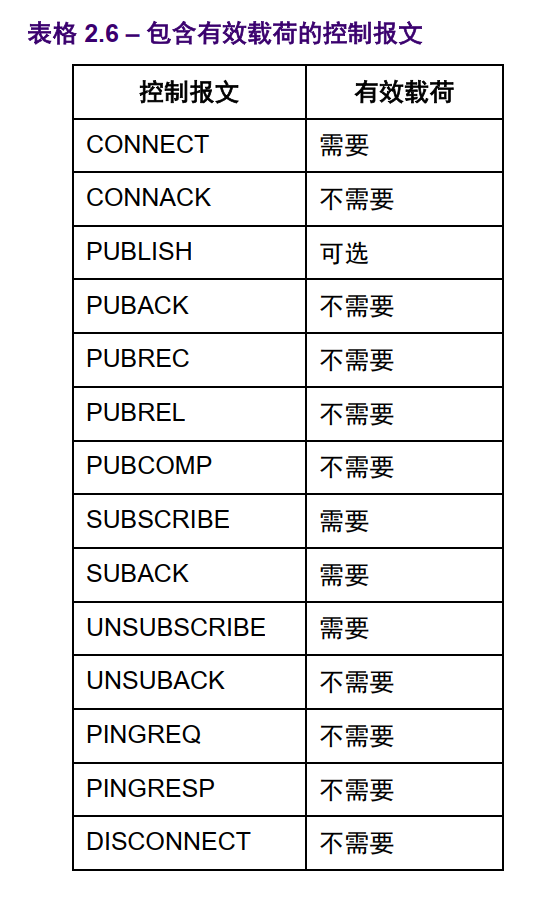 表格 2.6 – 包含有效载荷的控制报文
控制报文 有效载荷
CONNECT 需要
CONNACK 不需要
PUBLISH 可选
PUBACK 不需要
PUBREC 不需要
PUBREL 不需要
PUBCOMP 不需要
SUBSCRIBE 需要
SUBACK 需要
UNSUBSCRIBE 需要
UNSUBACK 不需要
PINGREQ 不需要
PINGRESP 不需要
DISCONNECT 不需要